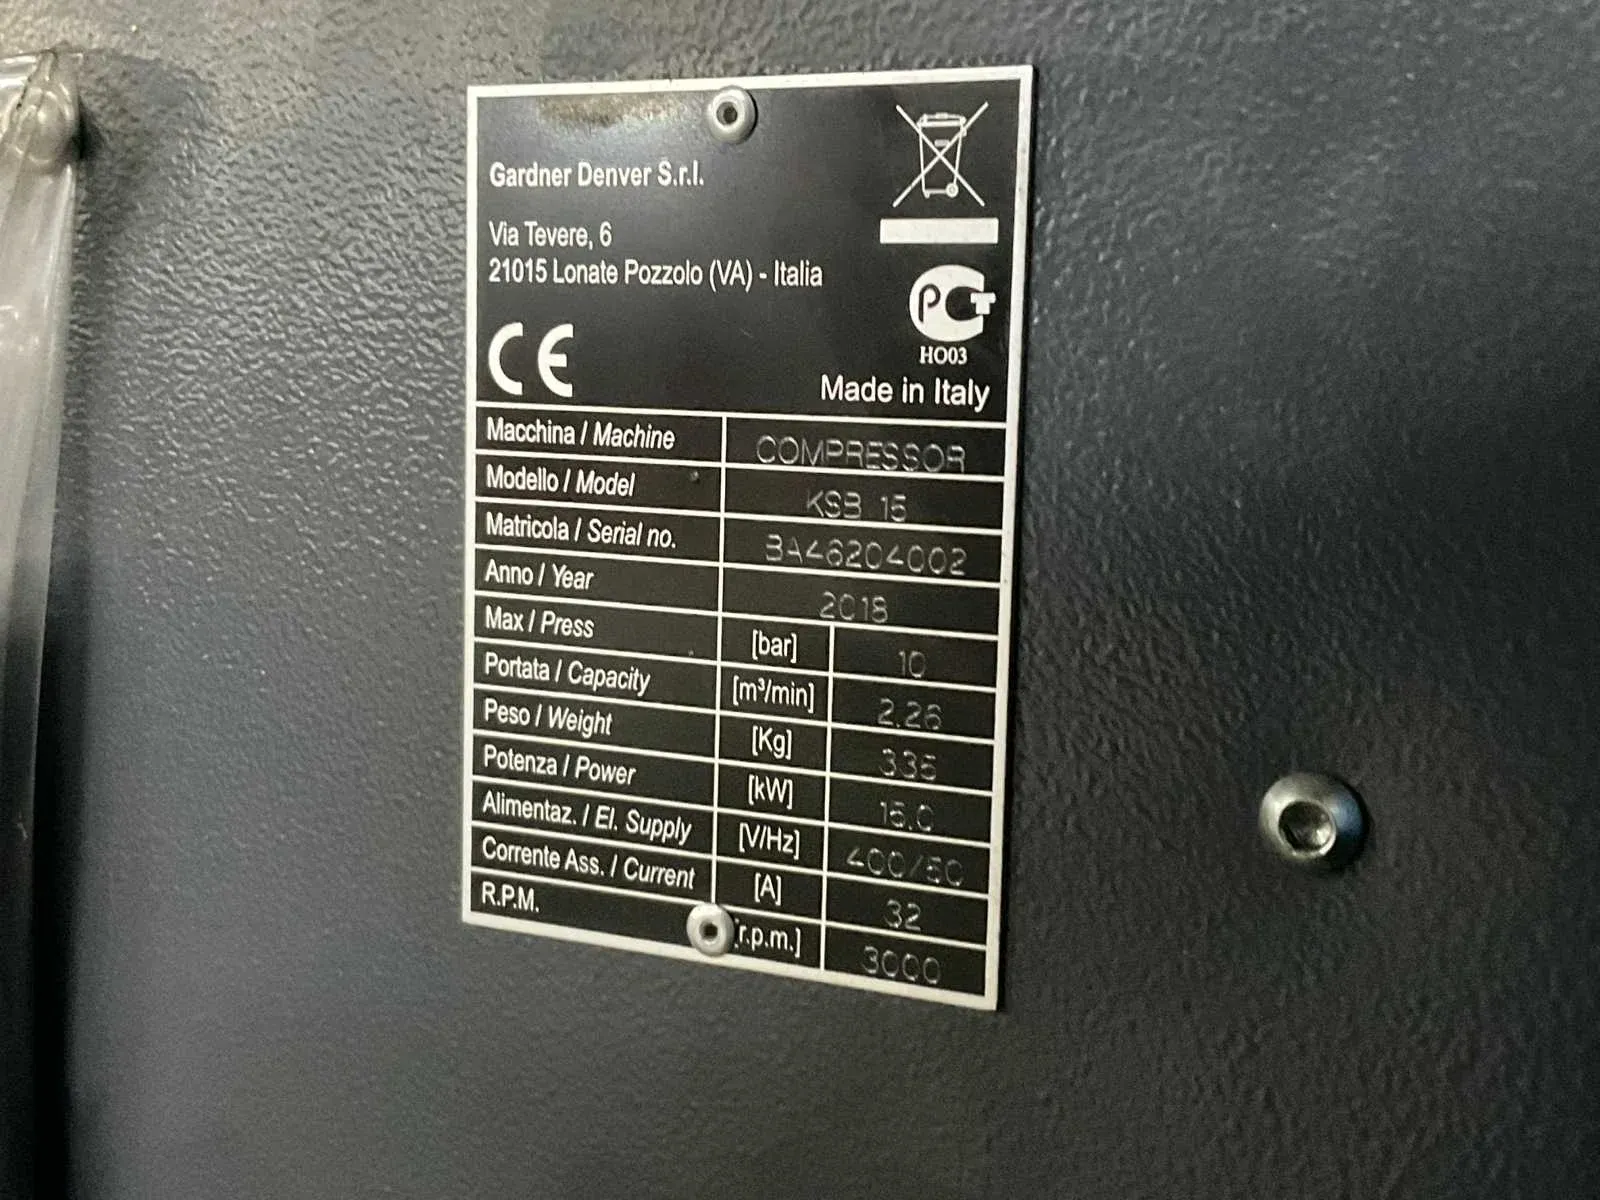 Gardner Denver S.r.l.
Via Tevere, 6
21015 Lonate Pozzolo (VA) - Italia
CE
PCT
HO03
Made in Italy
Macchina / Machine COMPRESSOR
Modello / Model KSB 15
Matricola / Serial no. BA46204002
Anno / Year 2018
Max / Press [bar] 10
Portata / Capacity [m³/min] 2.26
Peso / Weight [Kg] 335
Potenza / Power [kW] 15.0
Alimentaz. / El. Supply [V/Hz] 400/50
Corrente Ass. / Current [A] 32
R.P.M. [r.p.m.] 3000